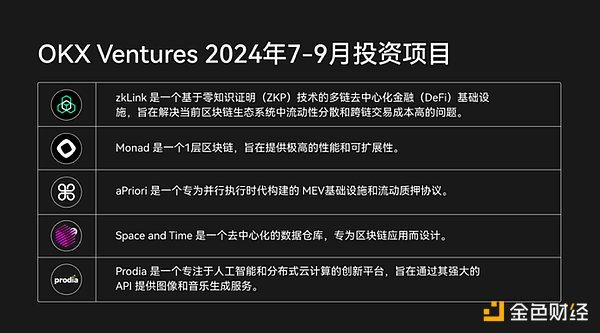 OKX Ventures 2024年7-9月投资项目
zkLink 是一个基于零知识证明（ZKP）技术的多链去中心化金融（DeFi）基础设
施，旨在解决当前区块链生态系统中流动性分散和跨链交易成本高的问题。
Monad 是一个1层区块链，旨在提供极高的性能和可扩展性。
aPriori 是一个专为并行执行时代构建的 MEV基础设施和流动质押协议。
Space and Time 是一个去中心化的数据仓库，专为区块链应用而设计。
prodia
Prodia 是一个专注于人工智能和分布式云计算的创新平台，旨在通过其强大的
API 提供图像和音乐生成服务。
金色财经